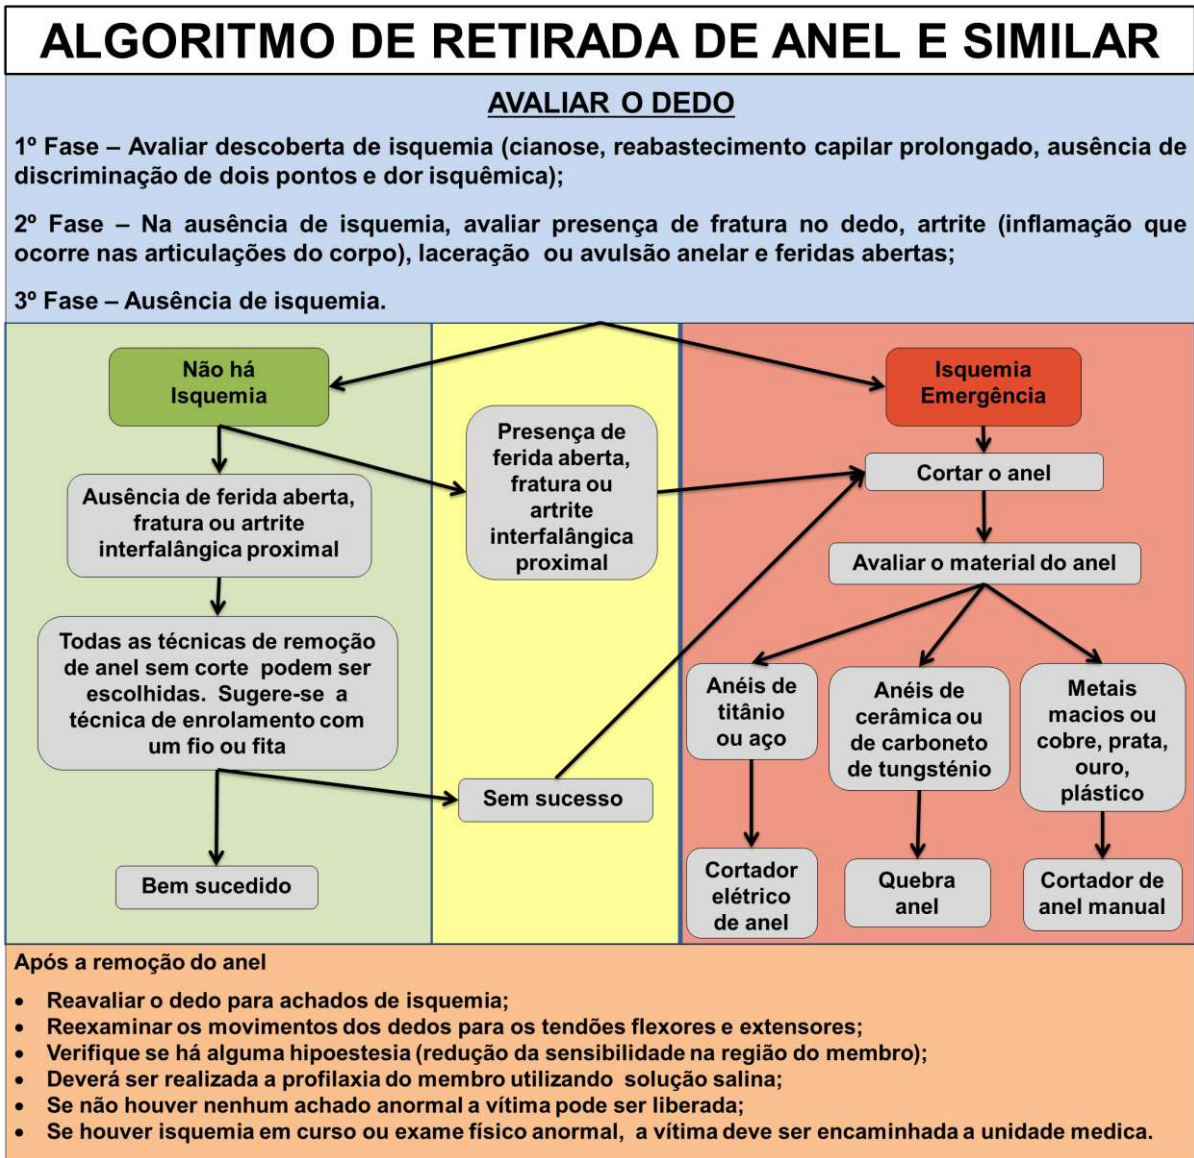 ALGORITMO DE RETIRADA DE ANEL E SIMILAR
AVALIAR O DEDO
1º Fase – Avaliar descoberta de isquemia (cianose, reabastecimento capilar prolongado, ausência de
discriminação de dois pontos e dor isquêmica);
2º Fase – Na ausência de isquemia, avaliar presença de fratura no dedo, artrite (inflamação que
ocorre nas articulações do corpo), laceração ou avulsão anelar e feridas abertas;
3º Fase – Ausência de isquemia.
Não há
Isquemia
Ausência de ferida aberta,
fratura ou artrite
interfalângica proximal
Todas as técnicas de remoção
de anel sem corte podem ser
escolhidas. Sugere-se a
técnica de enrolamento com
um fio ou fita
Bem sucedido
Presença de
ferida aberta,
fratura ou
artrite
interfalângica
proximal
Sem sucesso
Isquemia
Emergência
Cortar o anel
Avaliar o material do anel
Anéis de
titânio
ou aço
Cortador
elétrico
de anel
Anéis de
cerâmica ou
de carboneto
de tungsténio
Quebra
anel
Metais
macios ou
cobre, prata,
ouro,
plástico
Cortador de
anel manual
Após a remoção do anel
• Reavaliar o dedo para achados de isquemia;
• Reexaminar os movimentos dos dedos para os tendões flexores e extensores;
• Verifique se há alguma hipoestesia (redução da sensibilidade na região do membro);
• Deverá ser realizada a profilaxia do membro utilizando solução salina;
• Se não houver nenhum achado anormal a vítima pode ser liberada;
• Se houver isquemia em curso ou exame físico anormal, a vítima deve ser encaminhada a unidade medica.